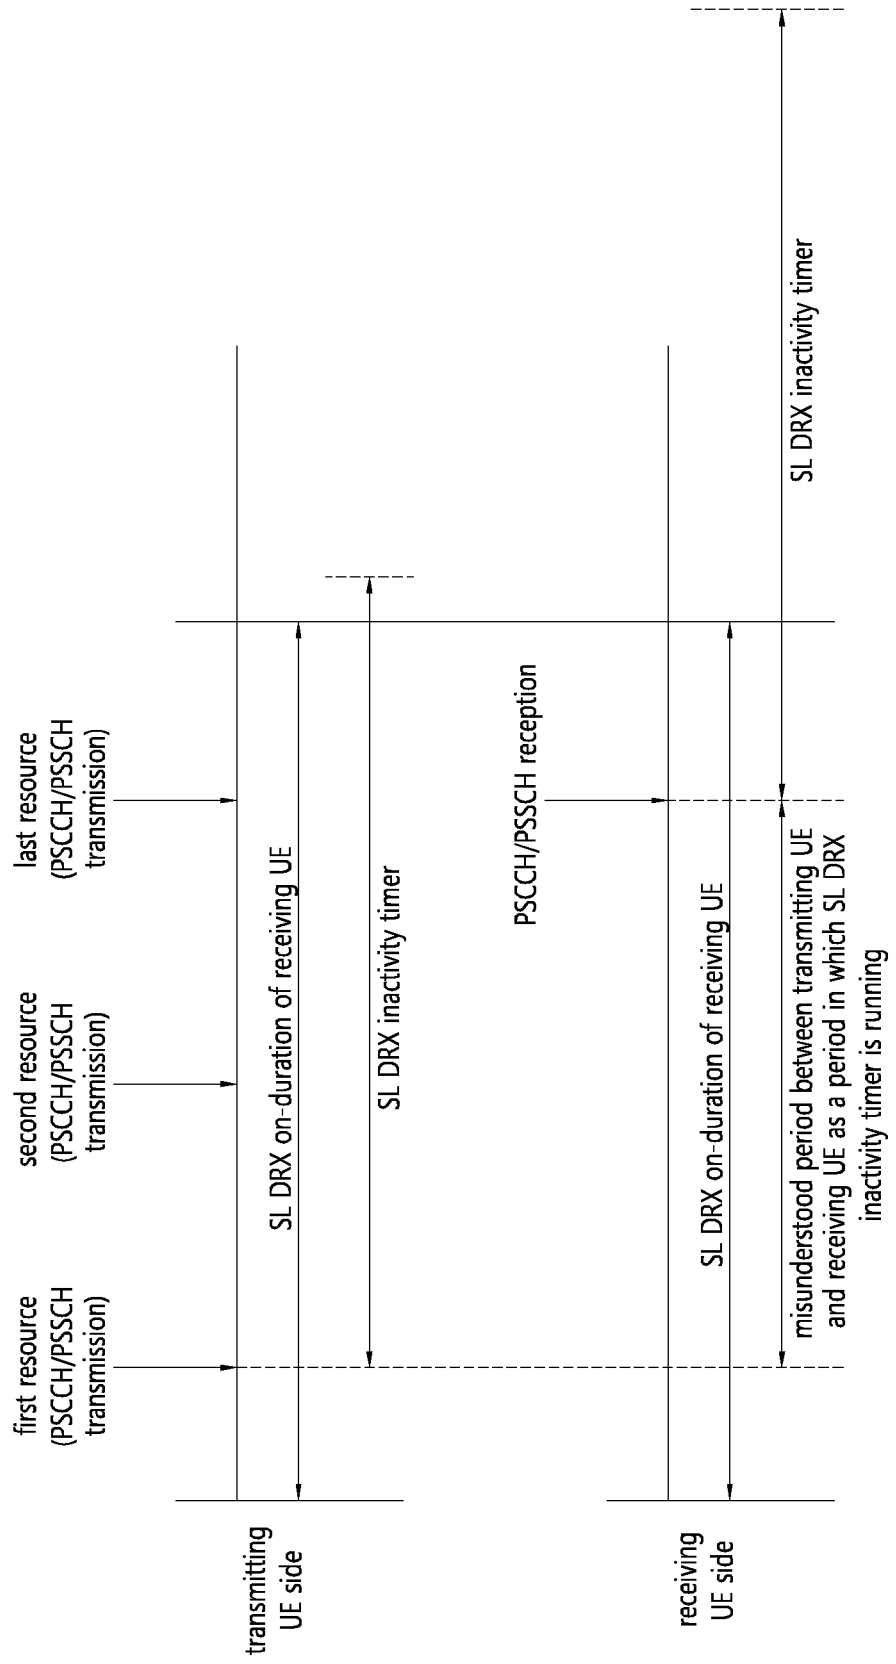 first resource
(PSCCH/PSSCH
transmission)
second resource
(PSCCH/PSSCH
transmission)
last resource
(PSCCH/PSSCH
transmission)
transmitting
UE side
SL DRX on-duration of receiving UE
SL DRX inactivity timer
PSCCH/PSSCH reception
receiving
UE side
SL DRX on-duration of receiving UE
misunderstood period between transmitting UE
and receiving UE as a period in which SL DRX
inactivity timer is running
SL DRX inactivity timer